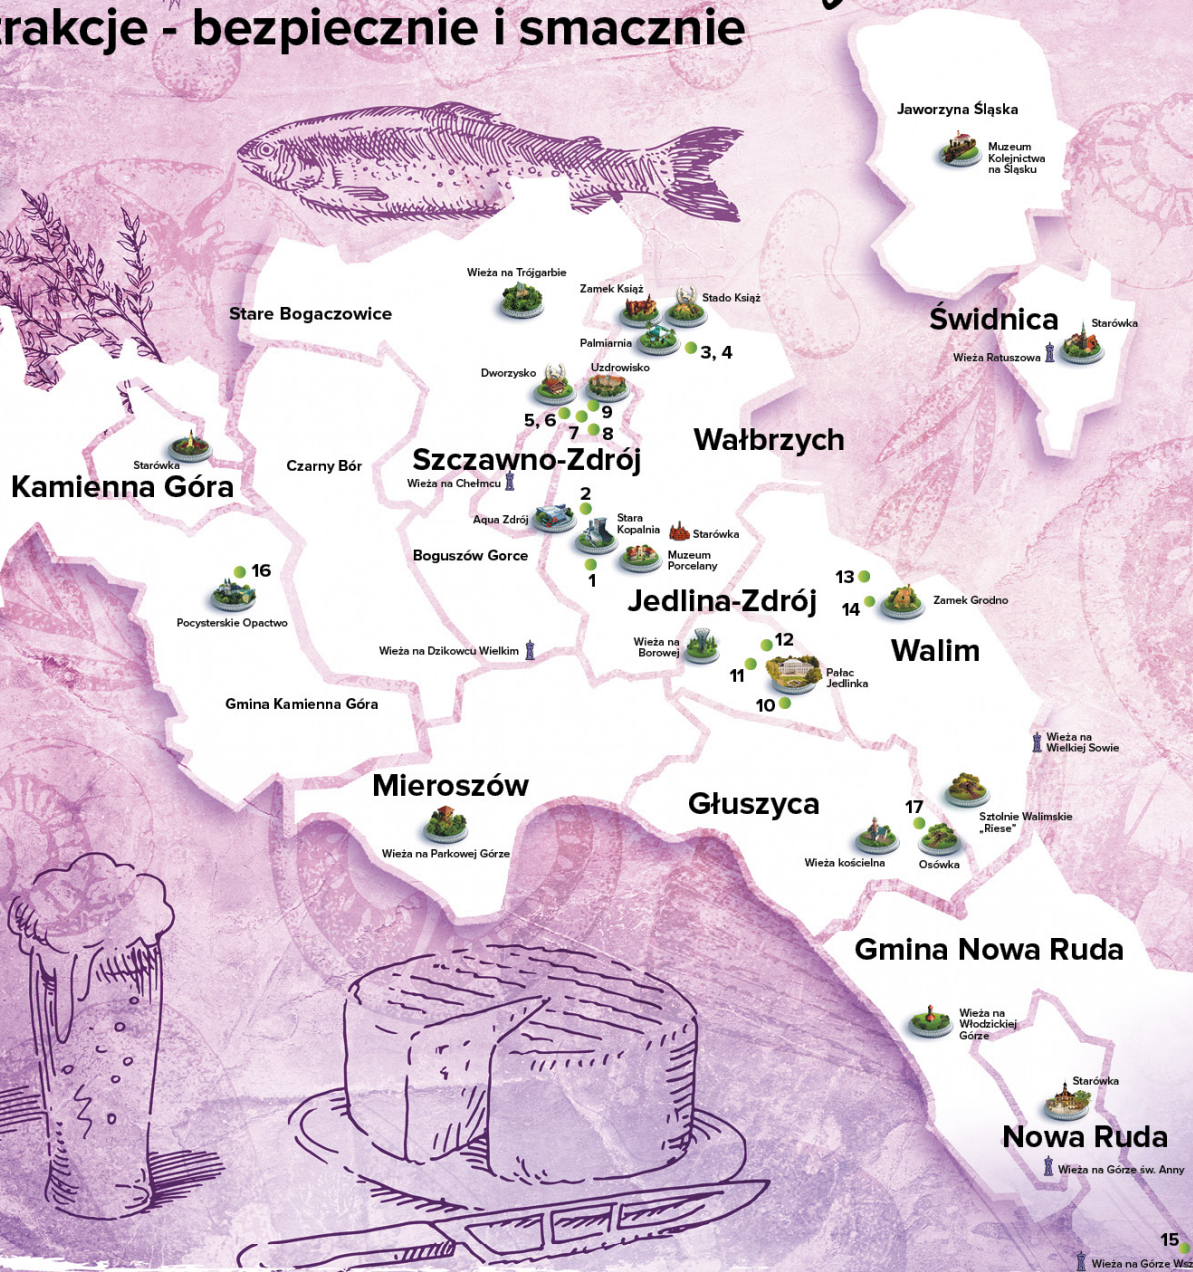 bezpiecznie i smacznie
Jaworzyna Śląska
Muzeum
Kolejnictwa
na Śląsku
Wieża na Trójgarbie
Zamek Książ
Stado Książ
Stare Bogaczowice
Świdnica
Starówka
Palmiarnia
3, 4
Wieża Ratuszowa
Uzdrowisko
Dworzysko
5, 6
9
7
8
Wałbrzych
Szczawno-Zdrój
Starówka
Czarny Bór
Kamienna Góra
Wieża na Chełmcu
2
Aqua Zdrój
Stara
Kopalnia
Starówka
Boguszów Gorce
Muzeum
Porcelany
16
1
13
Jedlina-Zdrój
14
Zamek Grodno
Pocysterskie Opactwo
Wieża na
Borowej
12
Walim
Wieża na Dzikowcu Wielkim
11
Pałac
Jedlinka
Gmina Kamienna Góra
10
Wieża na
Wielkiej Sowie
Mieroszów
Głuszyca
17
Sztolnie Walimskie
„Riese”
Wieża na Parkowej Górze
Wieża kościelna
Osówka
Gmina Nowa Ruda
Wieża na
Włodzickiej
Górze
Starówka
Nowa Ruda
Wieża na Górze św. Anny
15
Wieża na Górze